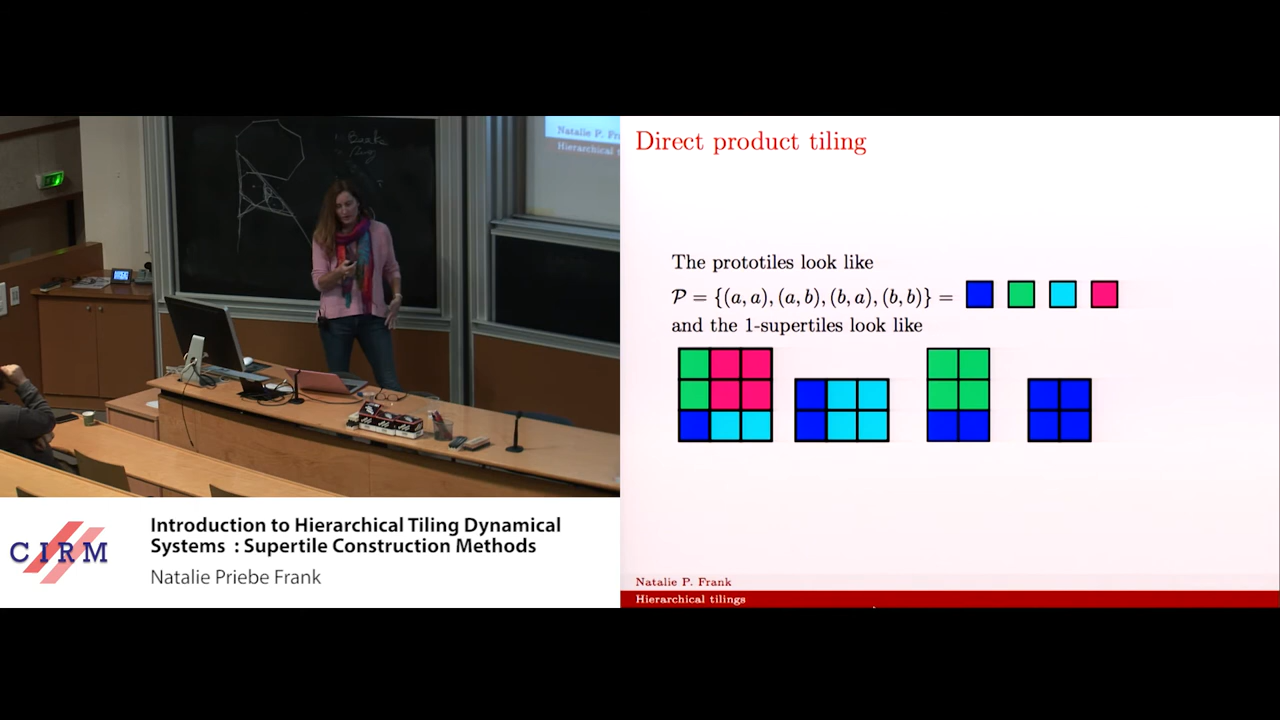 Natalie P. Fr
Hierarchical t
Direct product tiling
The prototiles look like
𝒫 = {(a, a), (a, b), (b, a), (b, b)} =
and the 1-supertiles look like
Natalie P. Frank
Hierarchical tilings
CIRM
Introduction to Hierarchical Tiling Dynamical
Systems : Supertile Construction Methods
Natalie Priebe Frank